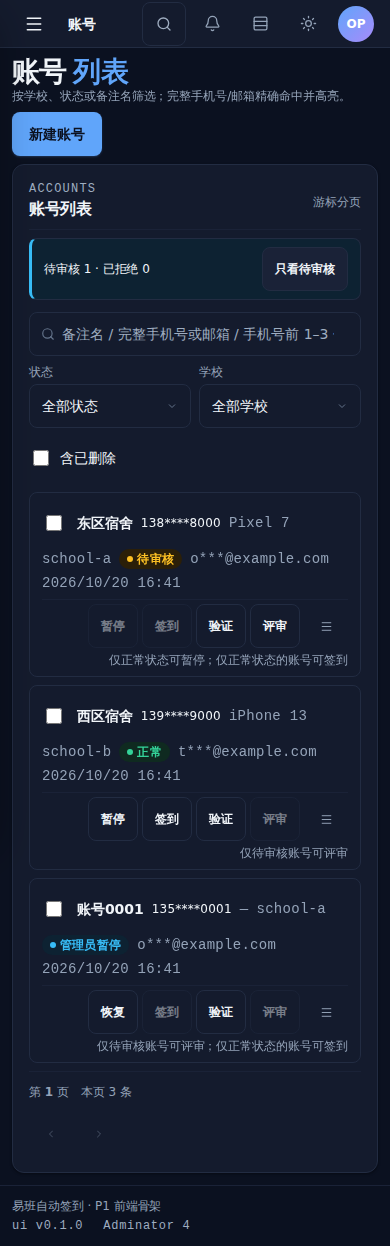 账号
OP
账号 列表
按学校、状态或备注名筛选；完整手机号/邮箱精确命中并高亮。
新建账号
ACCOUNTS
账号列表
游标分页
待审核 1 · 已拒绝 0
只看待审核
备注名 / 完整手机号或邮箱 / 手机号前 1–3
状态
学校
全部状态
全部学校
含已删除
东区宿舍 138****8000 Pixel 7
school-a 待审核 o***@example.com
2026/10/20 16:41
暂停 签到 验证 评审
仅正常状态可暂停；仅正常状态的账号可签到
西区宿舍 139****9000 iPhone 13
school-b 正常 t***@example.com
2026/10/20 16:41
暂停 签到 验证 评审
仅待审核账号可评审
账号0001 135****0001 — school-a
管理员暂停 o***@example.com
2026/10/20 16:41
恢复 签到 验证 评审
仅待审核账号可评审；仅正常状态的账号可签到
第 1 页 本页 3 条
易班自动签到 · P1 前端骨架
ui v0.1.0 Adminator 4